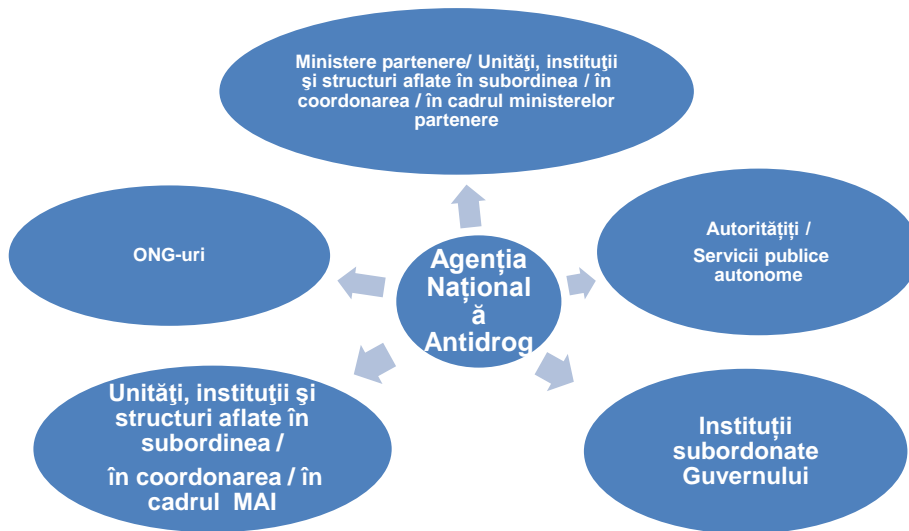 Ministere partenere/ Unităţi, instituţii
şi structuri aflate în subordinea / în
coordonarea / în cadrul ministerelor
partenere
ONG-uri
Agenția
Național
ă
Antidrog
Autoritățiți /
Servicii publice
autonome
Unităţi, instituţii şi
structuri aflate în
subordinea /
în coordonarea / în
cadrul MAI
Instituții
subordonate
Guvernului